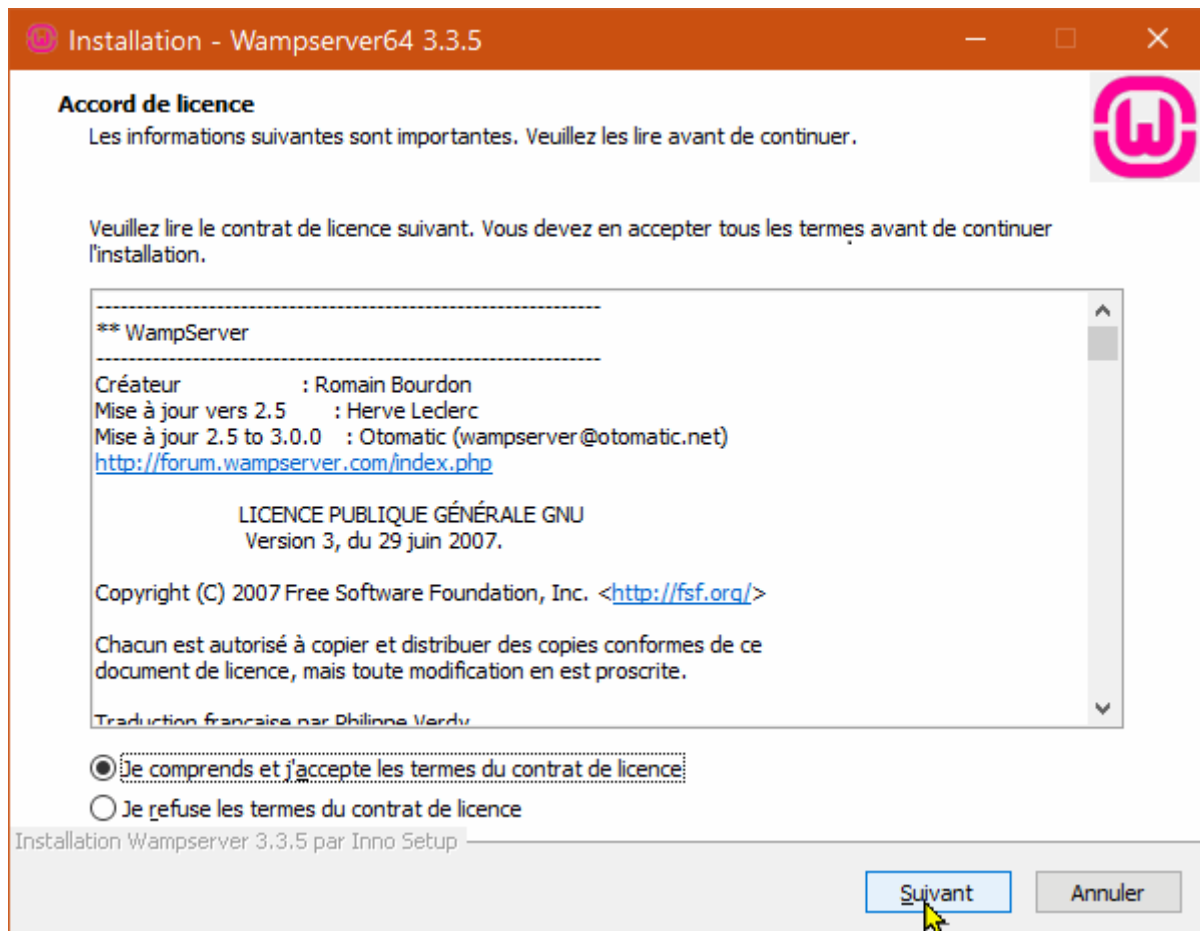 Installation - Wampserver64 3.3.5
Accord de licence
Les informations suivantes sont importantes. Veuillez les lire avant de continuer.
Veuillez lire le contrat de licence suivant. Vous devez en accepter tous les termes avant de continuer
l'installation.
----------------------------------------------------------------
** WampServer
----------------------------------------------------------------
Créateur : Romain Bourdon
Mise à jour vers 2.5 : Herve Leclerc
Mise à jour 2.5 to 3.0.0 : Otomatic (wampserver@otomatic.net)
http://forum.wampserver.com/index.php
LICENCE PUBLIQUE GÉNÉRALE GNU
Version 3, du 29 juin 2007.
Copyright (C) 2007 Free Software Foundation, Inc. <http://fsf.org/>
Chacun est autorisé à copier et distribuer des copies conformes de ce
document de licence, mais toute modification en est proscrite.
Traduction française par Philippe Verdy
Je comprends et j'accepte les termes du contrat de licence
Je refuse les termes du contrat de licence
Installation Wampserver 3.3.5 par Inno Setup
Suivant
Annuler